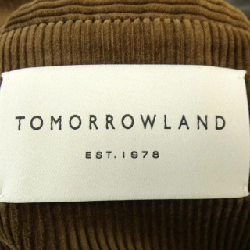 TOMORROWLAND
EST. 1978